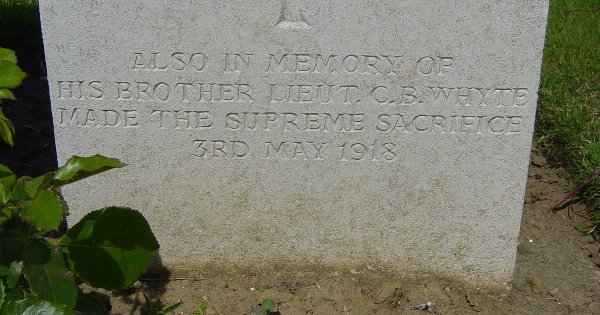 ALSO IN MEMORY OF
HIS BROTHER LIEUT. C.B. WHYTE
MADE THE SUPREME SACRIFICE
3RD MAY 1918